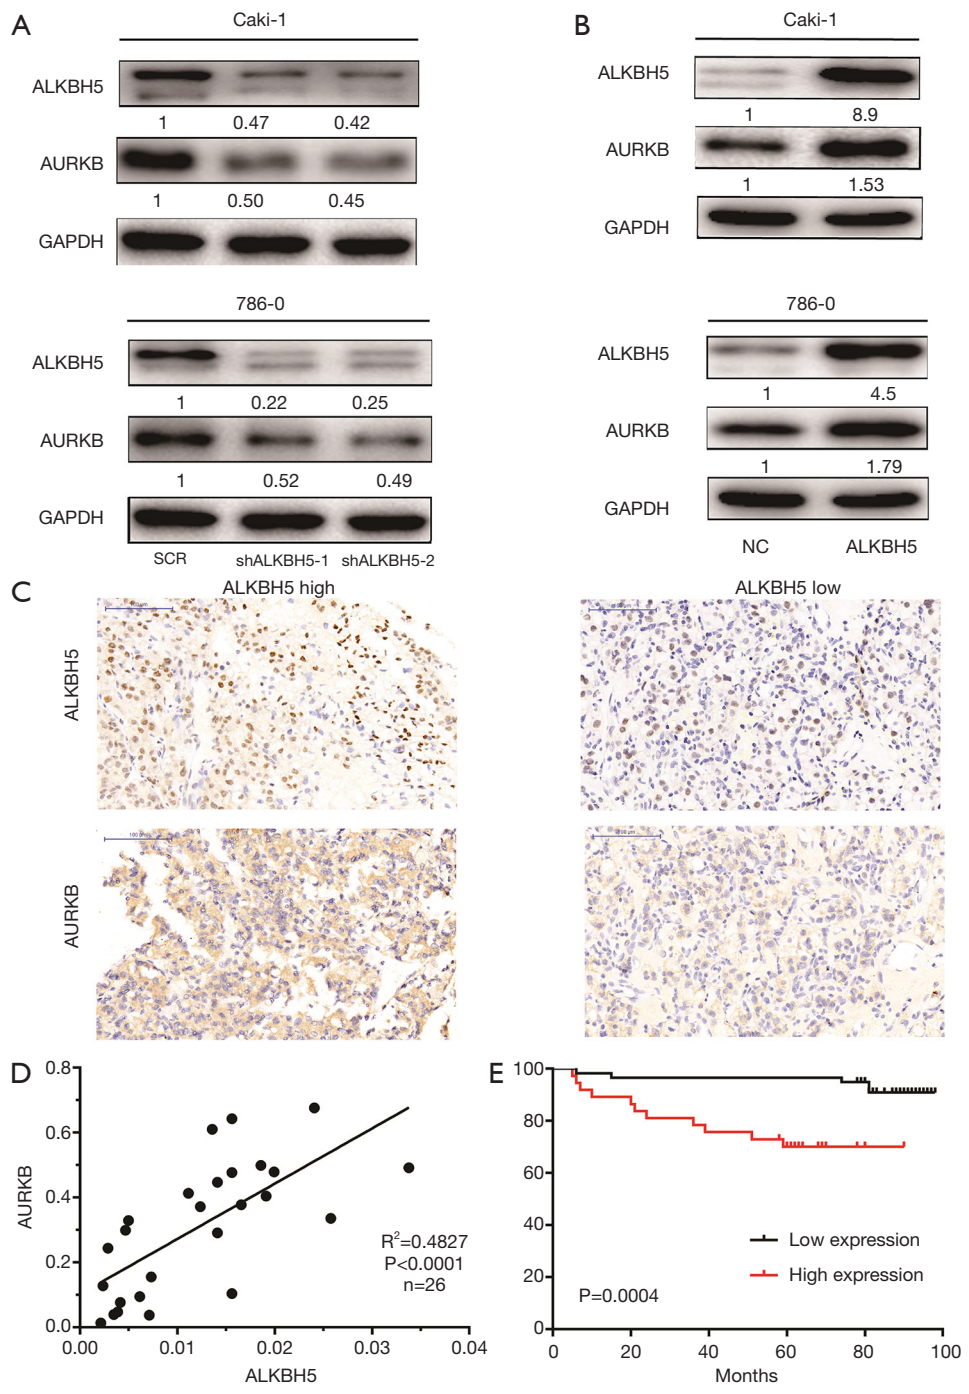 A
Caki-1
ALKBH5
1 0.47 0.42
AURKB
1 0.50 0.45
GAPDH
786-0
ALKBH5
1 0.22 0.25
AURKB
1 0.52 0.49
GAPDH
SCR shALKBH5-1 shALKBH5-2
B
Caki-1
ALKBH5
1 8.9
AURKB
1 1.53
GAPDH
786-0
ALKBH5
1 4.5
AURKB
1 1.79
GAPDH
NC ALKBH5
C
ALKBH5 high ALKBH5 low
ALKBH5
100 μm
AURKB
100 μm
D
0.8
0.6
0.4
0.2
0.0
AURKB
R²=0.4827
P<0.0001
n=26
0.00 0.01 0.02 0.03 0.04
ALKBH5
E
100
80
60
40
20
0
Low expression
High expression
P=0.0004
0 20 40 60 80 100
Months